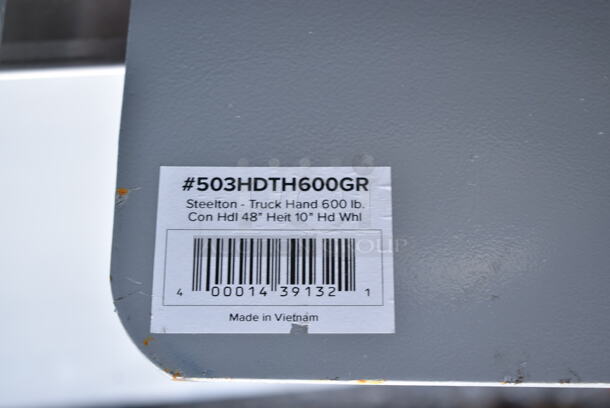 #503HDTH600GR
Steelton - Truck Hand 600 lb.
Con Hdl 48" Heit 10" Hd Whl
GROUP
4 00014 39132 1
Made in Vietnam